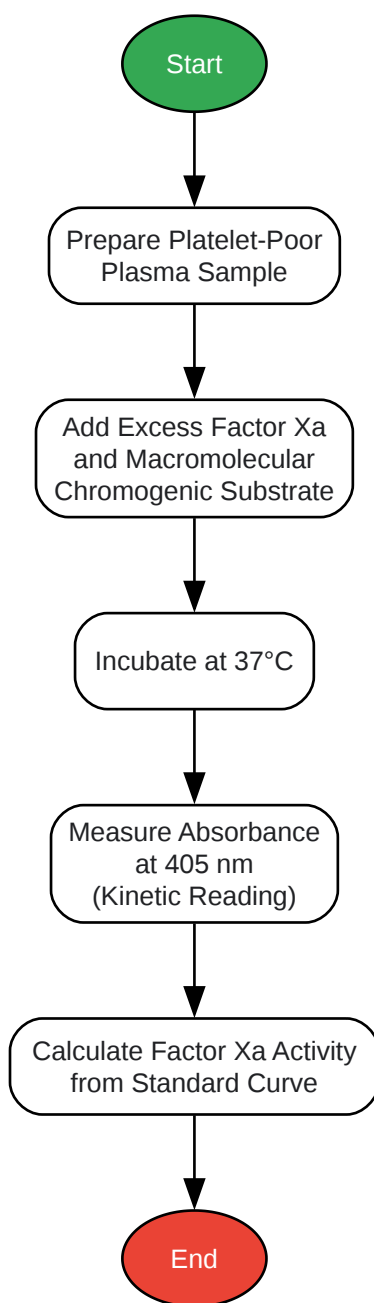 Start
Prepare Platelet-Poor
Plasma Sample
Add Excess Factor Xa
and Macromolecular
Chromogenic Substrate
Incubate at 37°C
Measure Absorbance
at 405 nm
(Kinetic Reading)
Calculate Factor Xa Activity
from Standard Curve
End